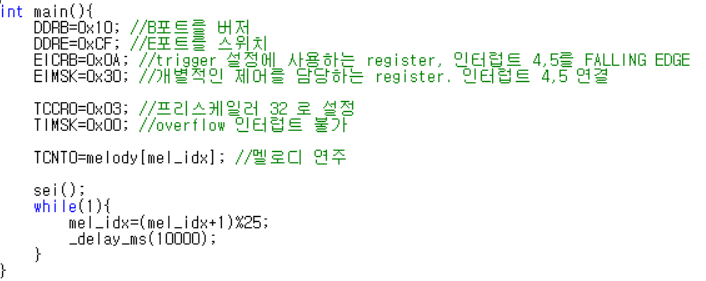 int main(){
DDRB=0x10; //B포트를 버저
DDRE=0xCF; //E포트를 스위치
EICRB=0x0A; //trigger 설정에 사용하는 register, 인터럽트 4,5를 FALLING EDGE
EIMSK=0x30; //개별적인 제어를 담당하는 register. 인터럽트 4,5 연결
TCCR0=0x03; //프리스케일러 32 로 설정
TIMSK=0x00; //overflow 인터럽트 불가
TCNT0=melody[mel_idx]; //멜로디 연주
sei();
while(1){
mel_idx=(mel_idx+1)%25;
_delay_ms(10000);
}
}